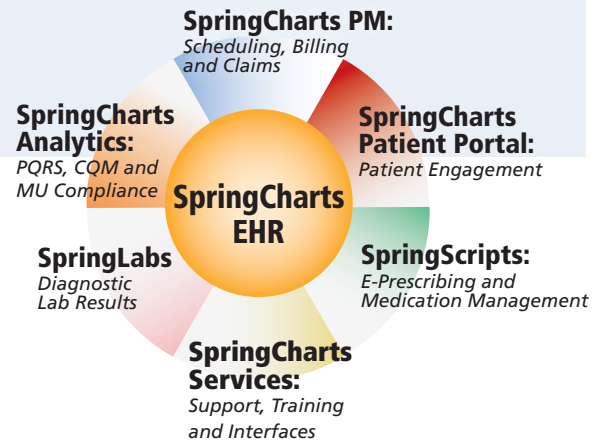 SpringCharts PM:
Scheduling, Billing
and Claims
SpringCharts
Patient Portal:
Patient Engagement
SpringScripts:
E-Prescribing and
Medication Management
SpringCharts
Services:
Support, Training
and Interfaces
SpringLabs
Diagnostic
Lab Results
SpringCharts
Analytics:
PQRS, CQM and
MU Compliance
SpringCharts
EHR